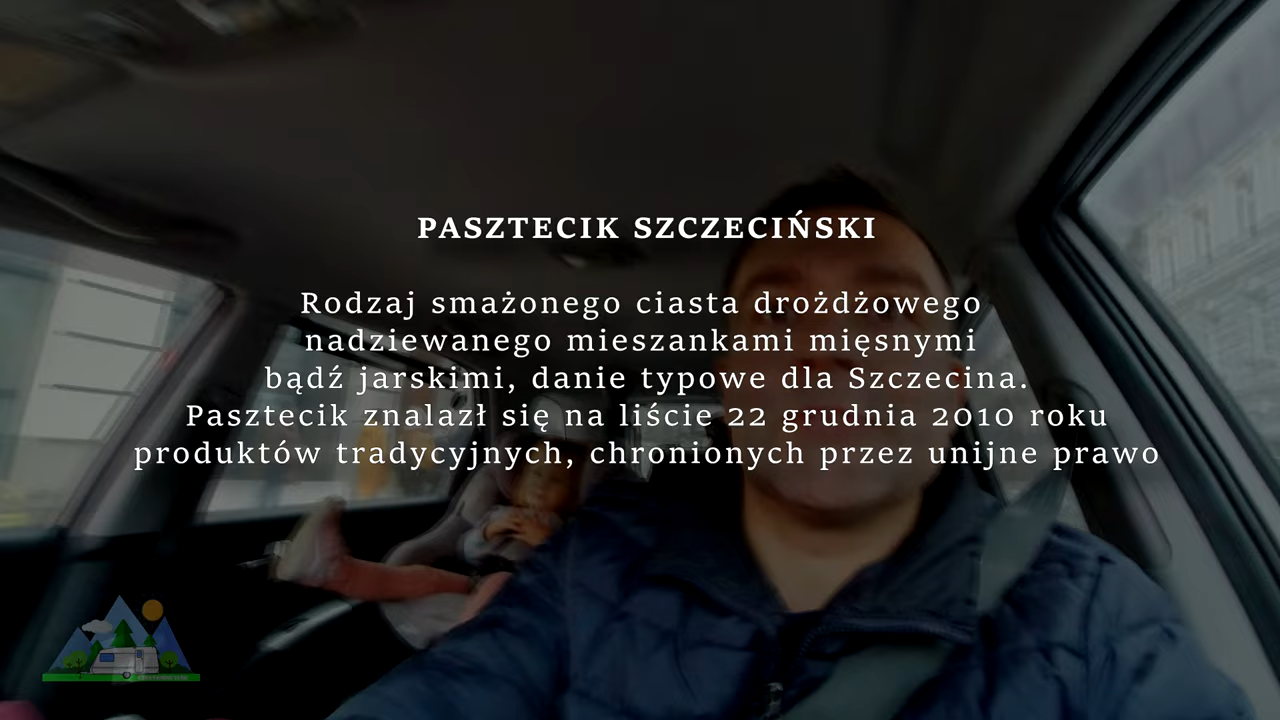 PASZTECIK SZCZECIŃSKI
Rodzaj smażonego ciasta drożdżowego
nadziewanego mieszankami mięsnymi
bądź jarskimi, danie typowe dla Szczecina.
Pasztecik znalazł się na liście 22 grudnia 2010 roku
produktów tradycyjnych, chronionych przez unijne prawo